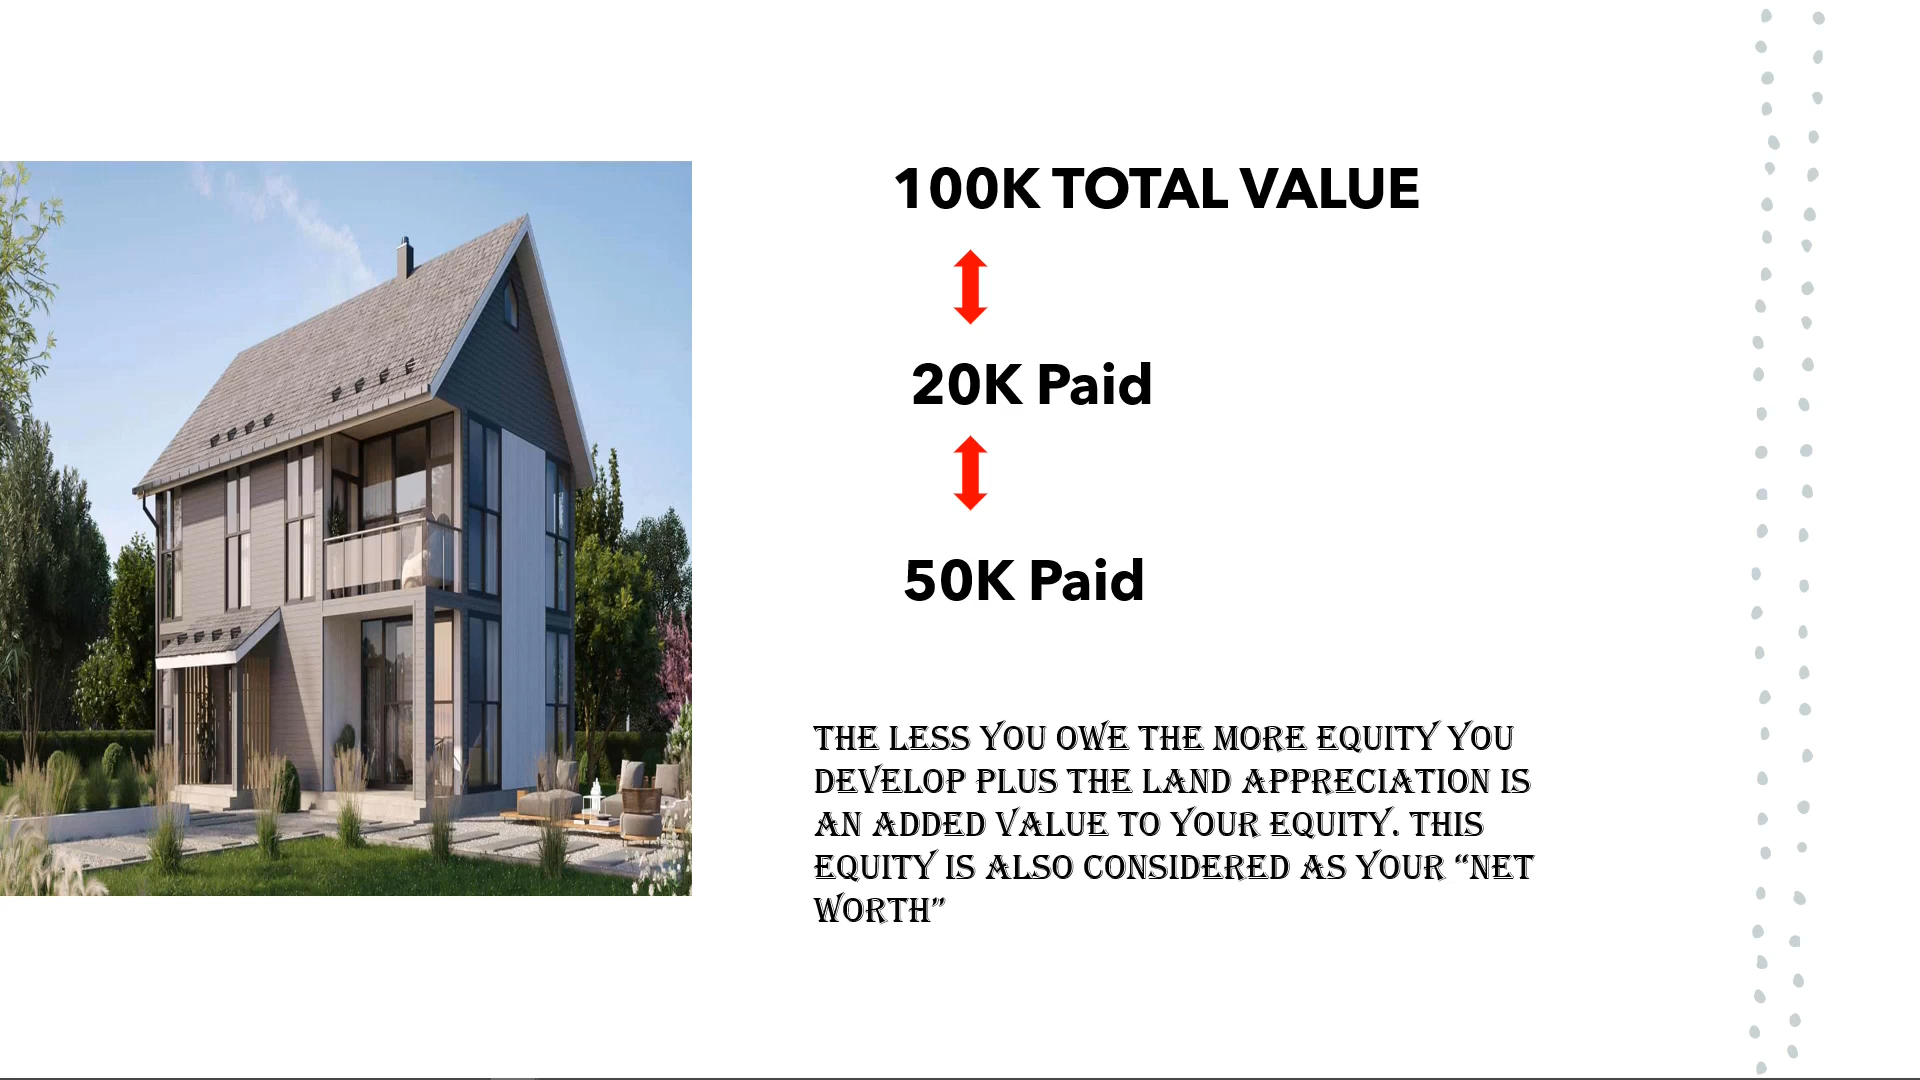 100K TOTAL VALUE
20K Paid
50K Paid
THE LESS YOU OWE THE MORE EQUITY YOU
DEVELOP PLUS THE LAND APPRECIATION IS
AN ADDED VALUE TO YOUR EQUITY. THIS
EQUITY IS ALSO CONSIDERED AS YOUR “NET
WORTH”